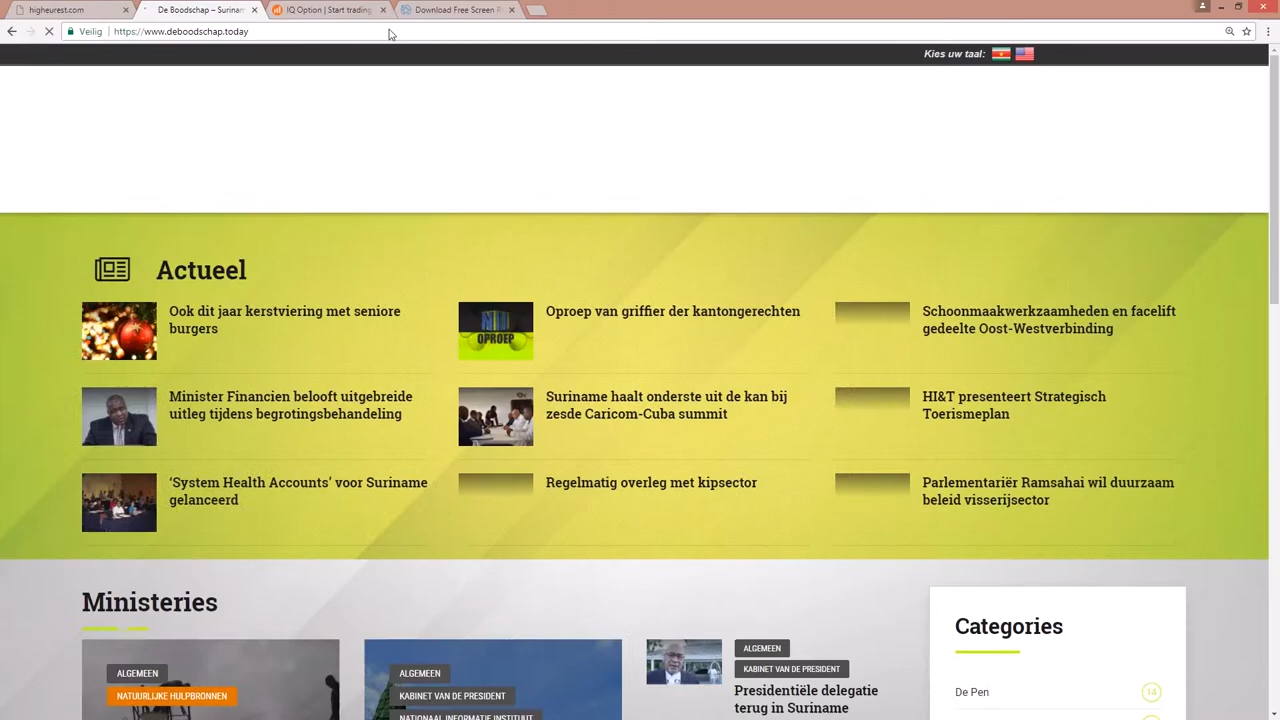 higheurest.com
De Boodschap – Surinam
IQ Option | Start trading
Download Free Screen R
Veilig
https://www.deboodschap.today
Kies uw taal:
Actueel
Ook dit jaar kerstviering met seniore
burgers
OPROEP
Oproep van griffier der kantongerechten
Schoonmaakwerkzaamheden en facelift
gedeelte Oost-Westverbinding
Minister Financien belooft uitgebreide
uitleg tijdens begrotingsbehandeling
Suriname haalt onderste uit de kan bij
zesde Caricom-Cuba summit
HI&T presenteert Strategisch
Toerismeplan
‘System Health Accounts’ voor Suriname
gelanceerd
Regelmatig overleg met kipsector
Parlementariër Ramsahai wil duurzaam
beleid visserijsector
Ministeries
ALGEMEEN
NATUURLIJKE HULPBRONNEN
ALGEMEEN
KABINET VAN DE PRESIDENT
NATIONAAL INFORMATIE INSTITUUT
ALGEMEEN
KABINET VAN DE PRESIDENT
Presidentiële delegatie
terug in Suriname
Categories
De Pen
14